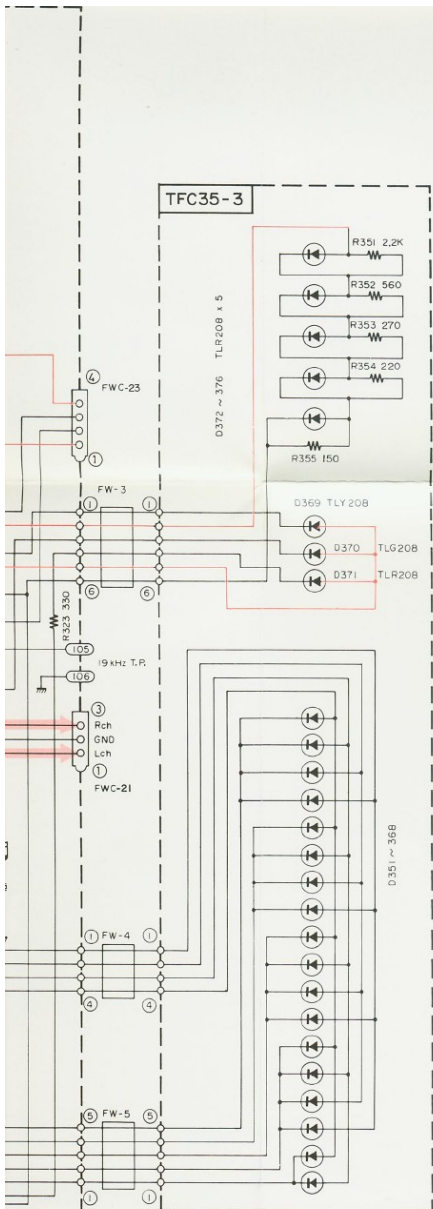 TFC35-3
R351 2.2K
R352 560
R353 270
R354 220
R355 150
D372 ~ 376 TLR208 x 5
④
FWC-23
①
FW-3
① ①
⑥ ⑥
D369 TLY208
D370 TLG208
D371 TLR208
R323 330
105
19 kHz T.P.
106
③
Rch
GND
Lch
①
FWC-21
D351 ~ 368
① FW-4 ①
④ ④
FW-5
⑤ ⑤
① ①